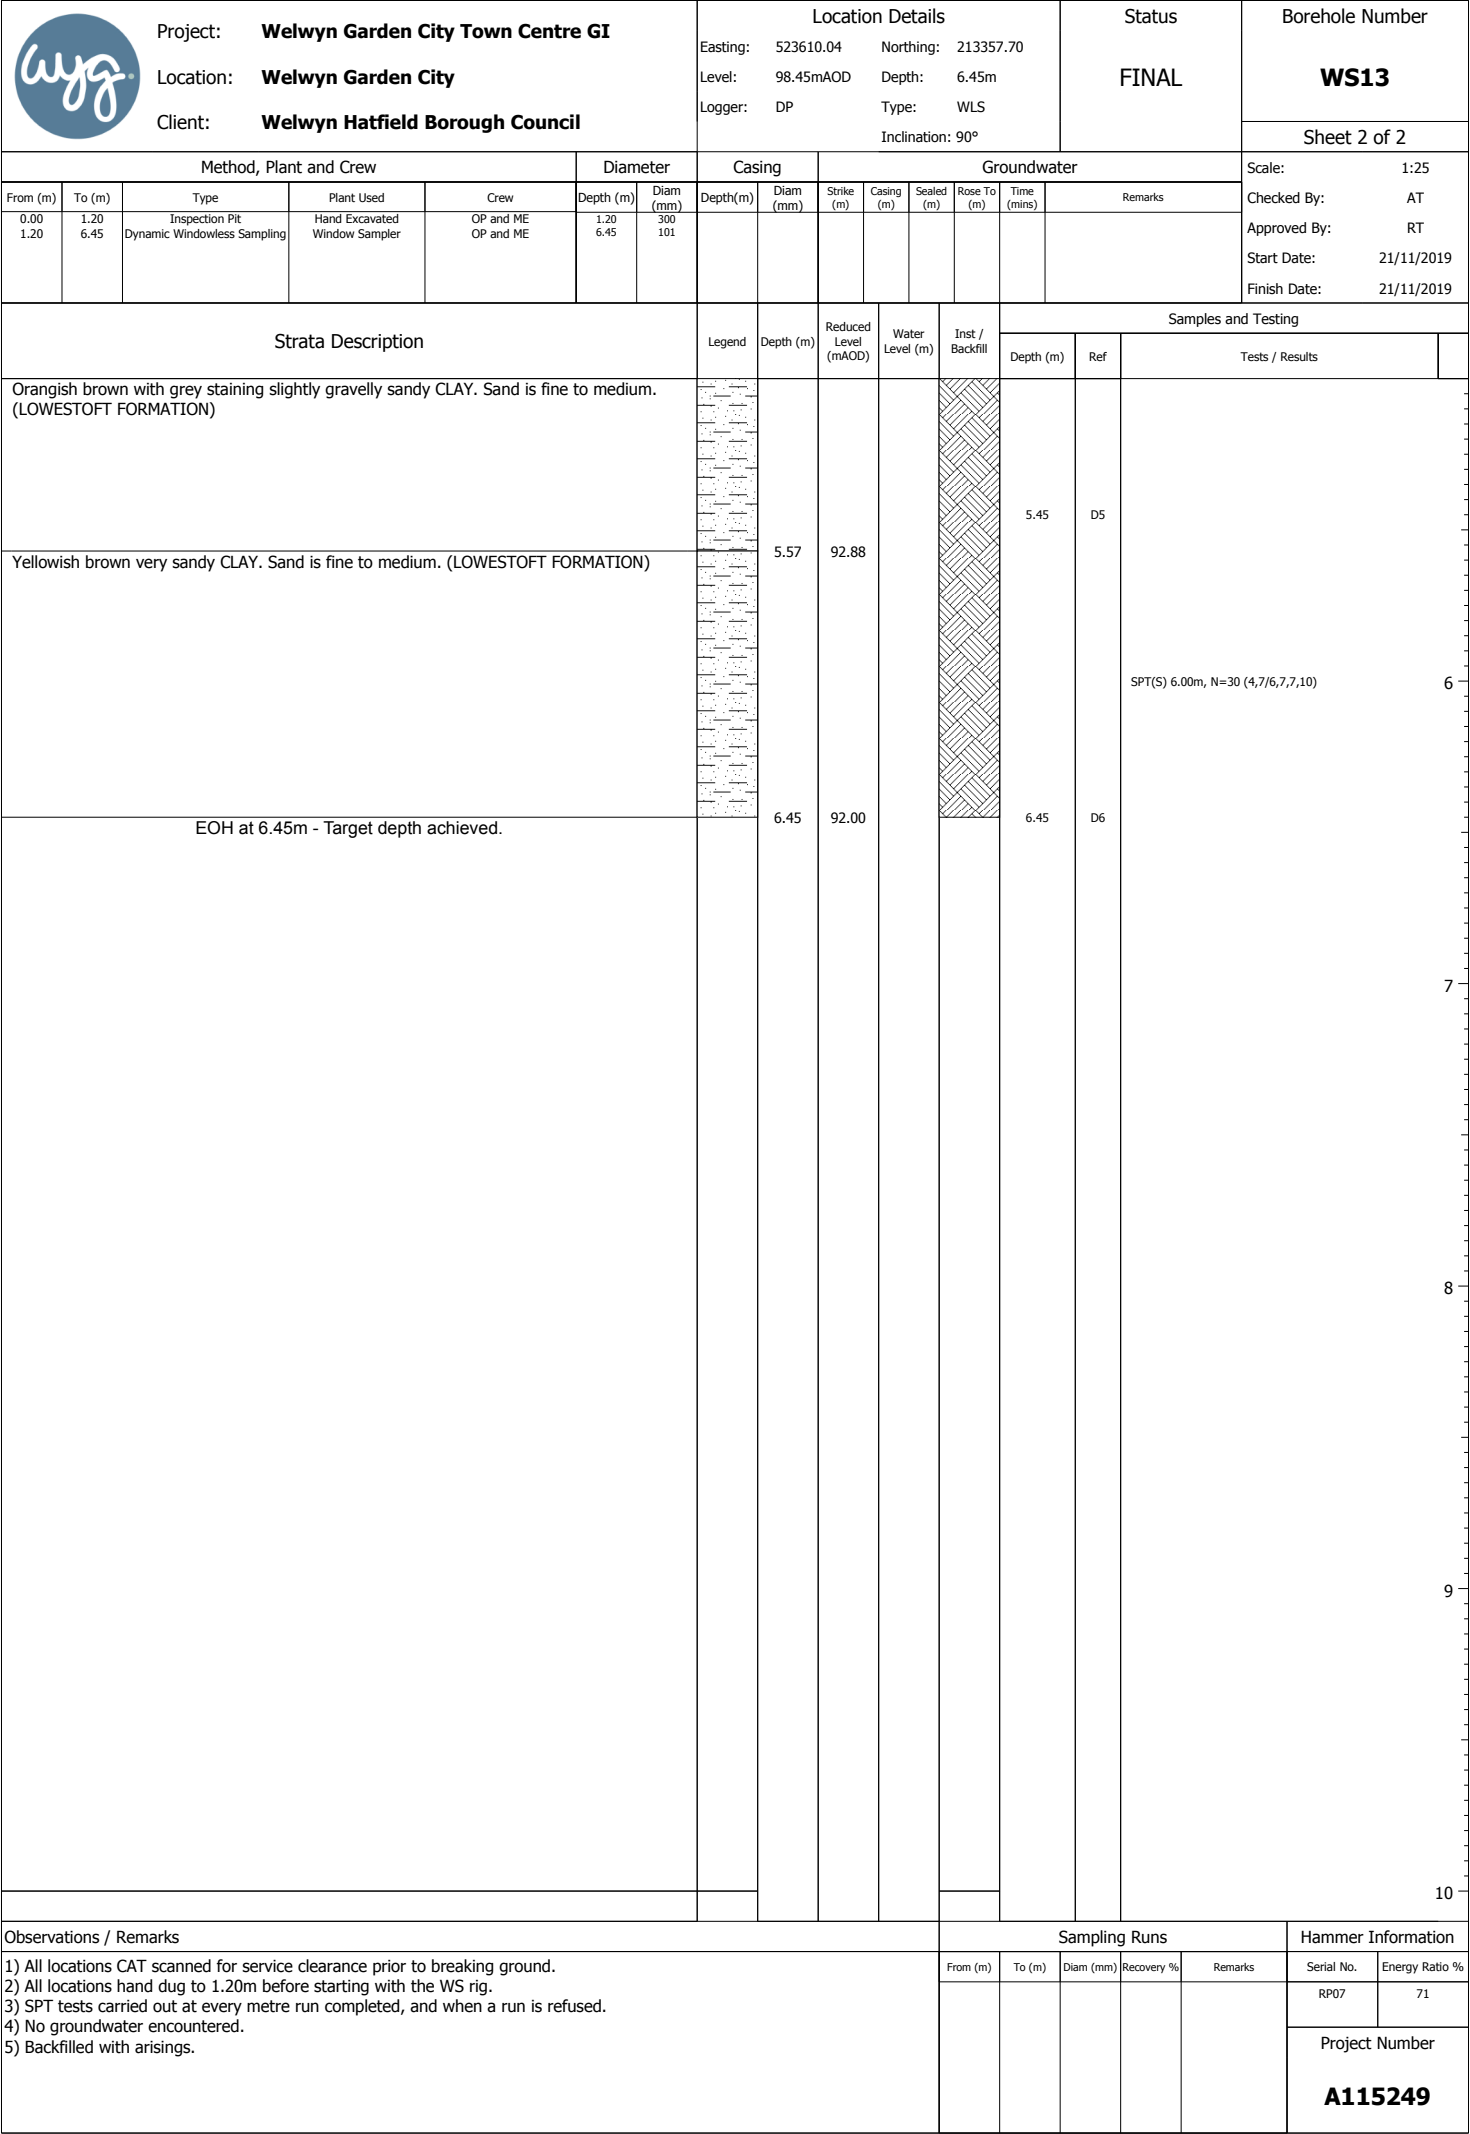 wyg.
Project: Welwyn Garden City Town Centre GI
Location: Welwyn Garden City
Client: Welwyn Hatfield Borough Council
Location Details
Easting: 523610.04 Northing: 213357.70
Level: 98.45mAOD Depth: 6.45m
Logger: DP Type: WLS
Inclination: 90°
Status
FINAL
Borehole Number
WS13
Sheet 2 of 2
Method, Plant and Crew Diameter Casing Groundwater
From (m) To (m) Type Plant Used Crew Depth (m) Diam (mm) Depth(m) Diam (mm) Strike (m) Casing (m) Sealed (m) Rose To (m) Time (mins) Remarks
0.00 1.20 Inspection Pit Hand Excavated OP and ME 1.20 300
1.20 6.45 Dynamic Windowless Sampling Window Sampler OP and ME 6.45 101
Scale: 1:25
Checked By: AT
Approved By: RT
Start Date: 21/11/2019
Finish Date: 21/11/2019
Strata Description Legend Depth (m) Reduced Level (mAOD) Water Level (m) Inst / Backfill Samples and Testing
Depth (m) Ref Tests / Results
Orangish brown with grey staining slightly gravelly sandy CLAY. Sand is fine to medium.
(LOWESTOFT FORMATION)
5.45 D5
5.57 92.88
Yellowish brown very sandy CLAY. Sand is fine to medium. (LOWESTOFT FORMATION)
SPT(S) 6.00m, N=30 (4,7/6,7,7,10) 6
6.45 92.00 6.45 D6
EOH at 6.45m - Target depth achieved.
7
8
9
10
Observations / Remarks
1) All locations CAT scanned for service clearance prior to breaking ground.
2) All locations hand dug to 1.20m before starting with the WS rig.
3) SPT tests carried out at every metre run completed, and when a run is refused.
4) No groundwater encountered.
5) Backfilled with arisings.
Sampling Runs
From (m) To (m) Diam (mm) Recovery % Remarks
Hammer Information
Serial No. Energy Ratio %
RP07 71
Project Number
A115249